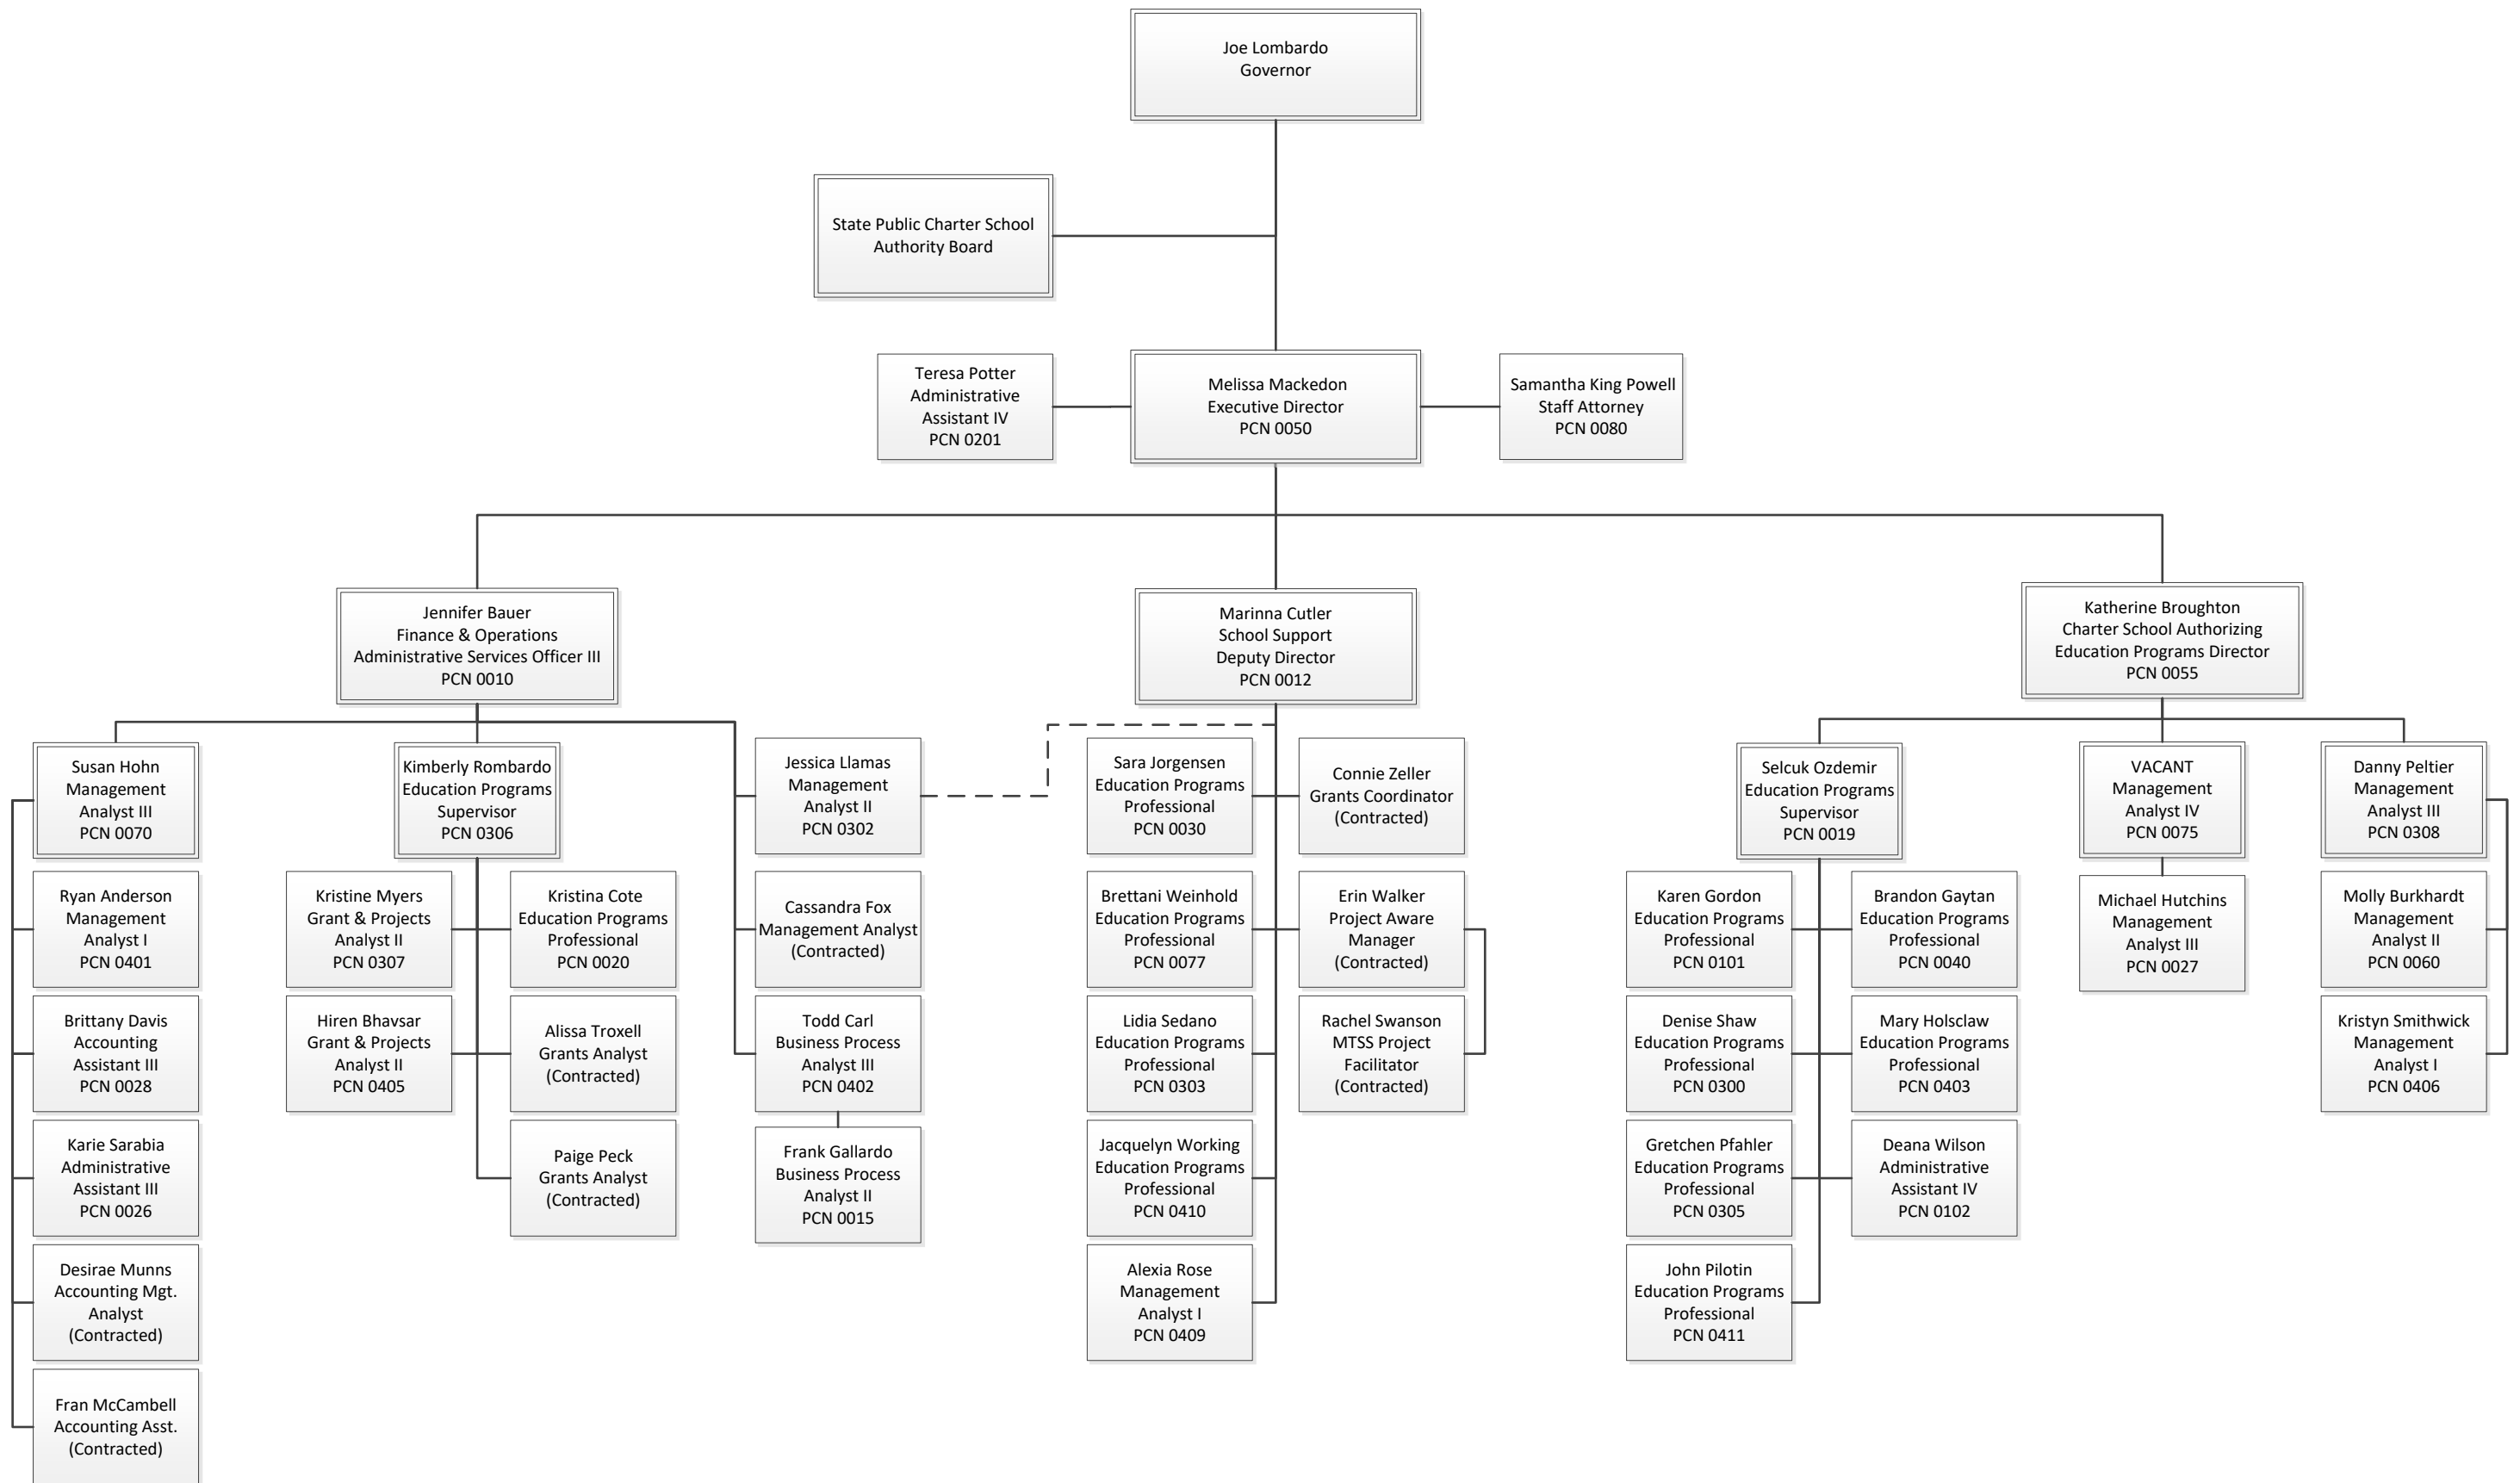 Joe Lombardo
Governor
State Public Charter School
Authority Board
Teresa Potter
Administrative
Assistant IV
PCN 0201
Melissa Mackedon
Executive Director
PCN 0050
Samantha King Powell
Staff Attorney
PCN 0080
Jennifer Bauer
Finance & Operations
Administrative Services Officer III
PCN 0010
Marinna Cutler
School Support
Deputy Director
PCN 0012
Katherine Broughton
Charter School Authorizing
Education Programs Director
PCN 0055
Susan Hohn
Management
Analyst III
PCN 0070
Ryan Anderson
Management
Analyst I
PCN 0401
Brittany Davis
Accounting
Assistant III
PCN 0028
Karie Sarabia
Administrative
Assistant III
PCN 0026
Desirae Munns
Accounting Mgt.
Analyst
(Contracted)
Fran McCambell
Accounting Asst.
(Contracted)
Kimberly Rombardo
Education Programs
Supervisor
PCN 0306
Kristine Myers
Grant & Projects
Analyst II
PCN 0307
Kristina Cote
Education Programs
Professional
PCN 0020
Hiren Bhavsar
Grant & Projects
Analyst II
PCN 0405
Alissa Troxell
Grants Analyst
(Contracted)
Paige Peck
Grants Analyst
(Contracted)
Jessica Llamas
Management
Analyst II
PCN 0302
Cassandra Fox
Management Analyst
(Contracted)
Todd Carl
Business Process
Analyst III
PCN 0402
Frank Gallardo
Business Process
Analyst II
PCN 0015
Sara Jorgensen
Education Programs
Professional
PCN 0030
Connie Zeller
Grants Coordinator
(Contracted)
Brettani Weinhold
Education Programs
Professional
PCN 0077
Erin Walker
Project Aware
Manager
(Contracted)
Lidia Sedano
Education Programs
Professional
PCN 0303
Rachel Swanson
MTSS Project
Facilitator
(Contracted)
Jacquelyn Working
Education Programs
Professional
PCN 0410
Alexia Rose
Management
Analyst I
PCN 0409
Selcuk Ozdemir
Education Programs
Supervisor
PCN 0019
Karen Gordon
Education Programs
Professional
PCN 0101
Brandon Gaytan
Education Programs
Professional
PCN 0040
Denise Shaw
Education Programs
Professional
PCN 0300
Mary Holsclaw
Education Programs
Professional
PCN 0403
Gretchen Pfahler
Education Programs
Professional
PCN 0305
Deana Wilson
Administrative
Assistant IV
PCN 0102
John Pilotin
Education Programs
Professional
PCN 0411
VACANT
Management
Analyst IV
PCN 0075
Michael Hutchins
Management
Analyst III
PCN 0027
Danny Peltier
Management
Analyst III
PCN 0308
Molly Burkhardt
Management
Analyst II
PCN 0060
Kristyn Smithwick
Management
Analyst I
PCN 0406